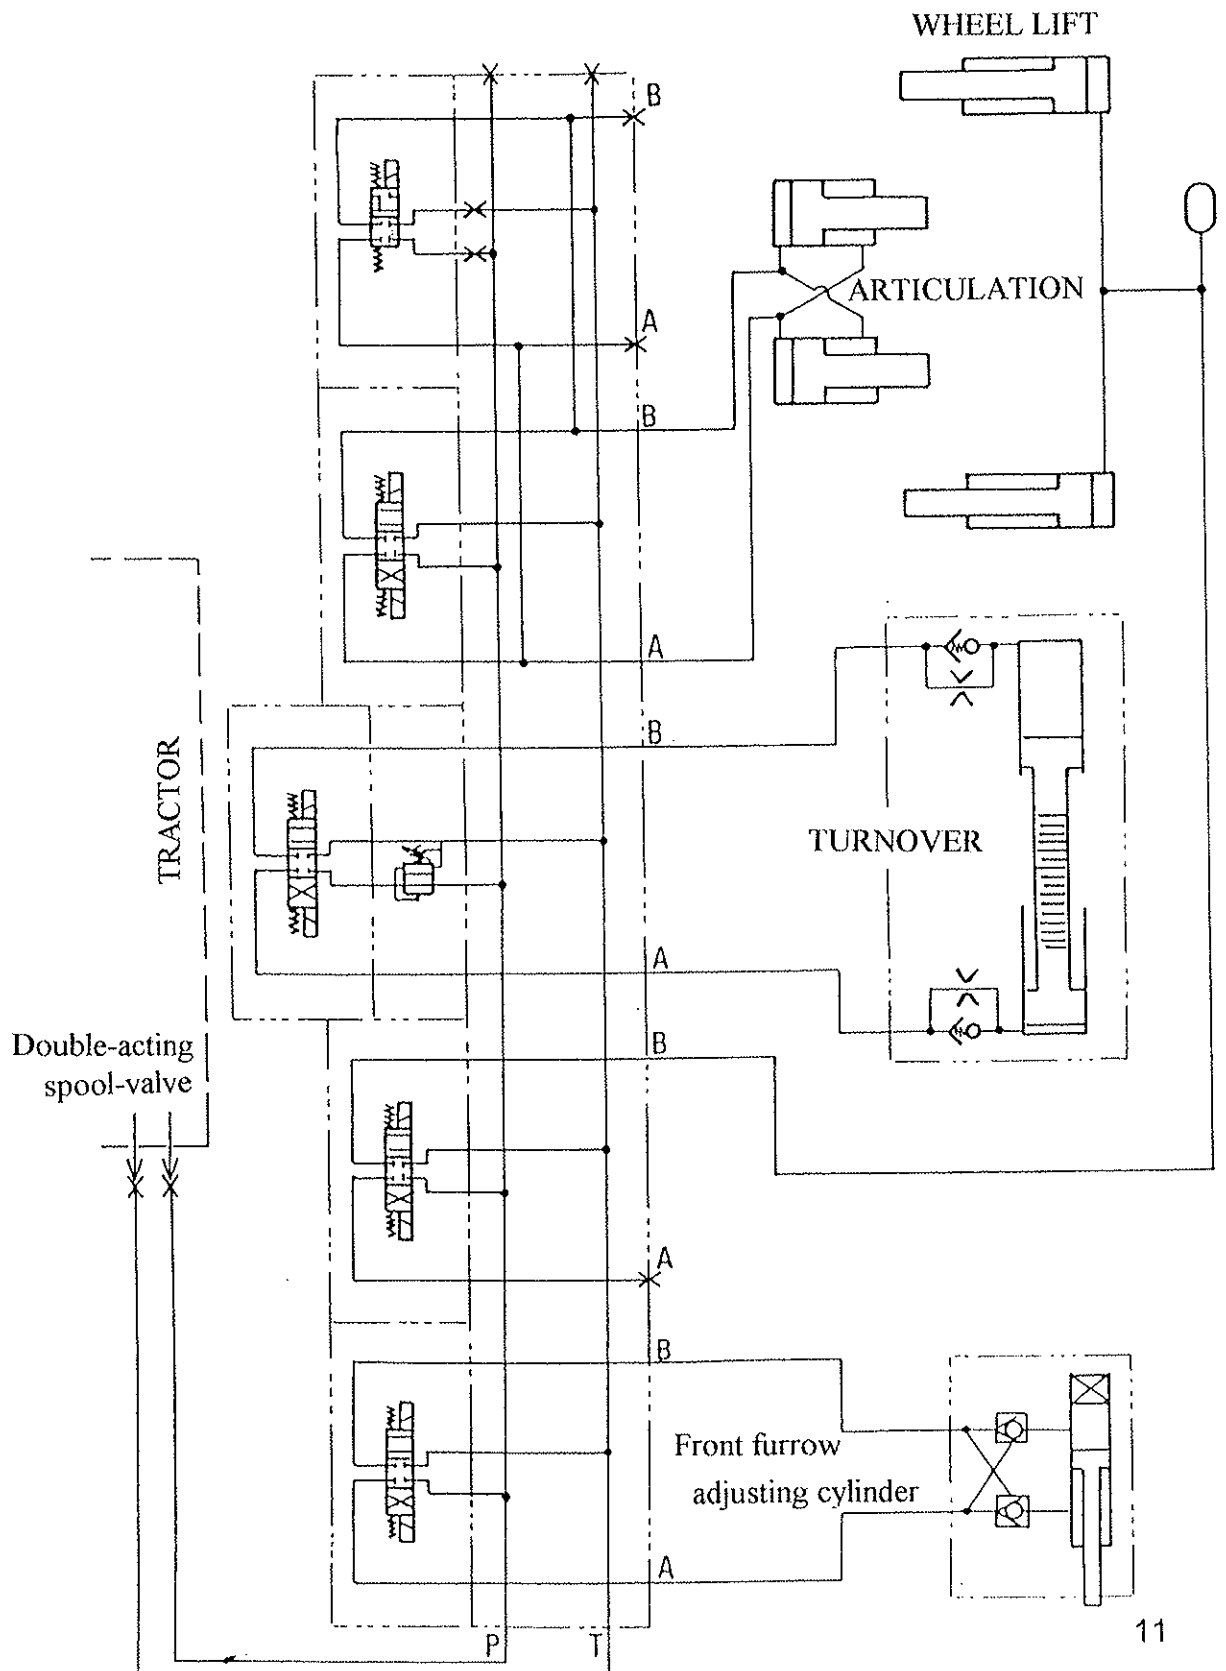 WHEEL LIFT
B
ARTICULATION
A
B
A
B
TRACTOR
TURNOVER
A
Double-acting
spool-valve
B
A
B
Front furrow
adjusting cylinder
A
P T
11